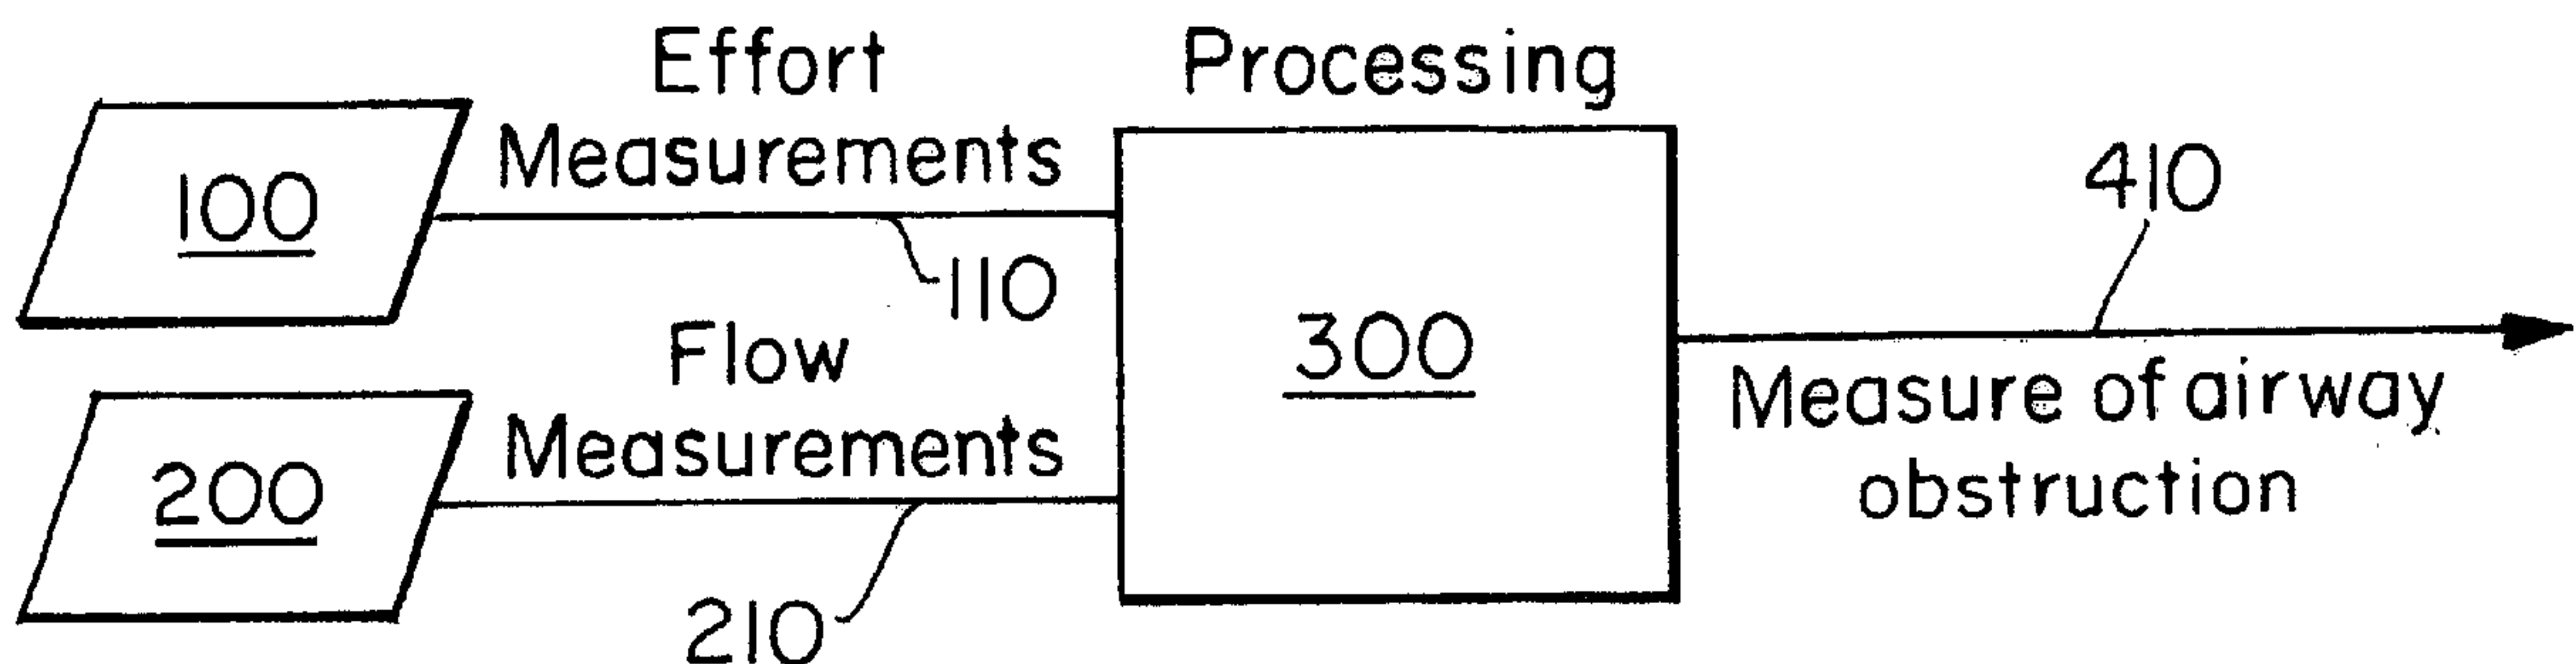 Effort
Measurements
Processing
100
110
410
Flow
Measurements
200
210
300
Measure of airway
obstruction